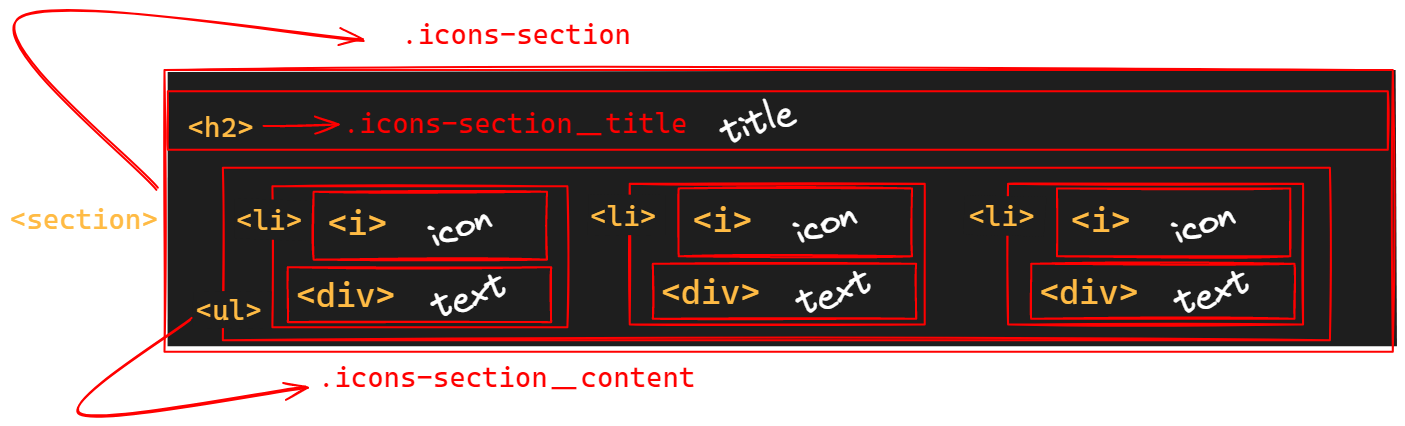 .icons-section
<h2> .icons-section__title title
<section>
<li> <i> icon <li> <i> icon <li> <i> icon
<div> text <div> text <div> text
<ul>
.icons-section__content